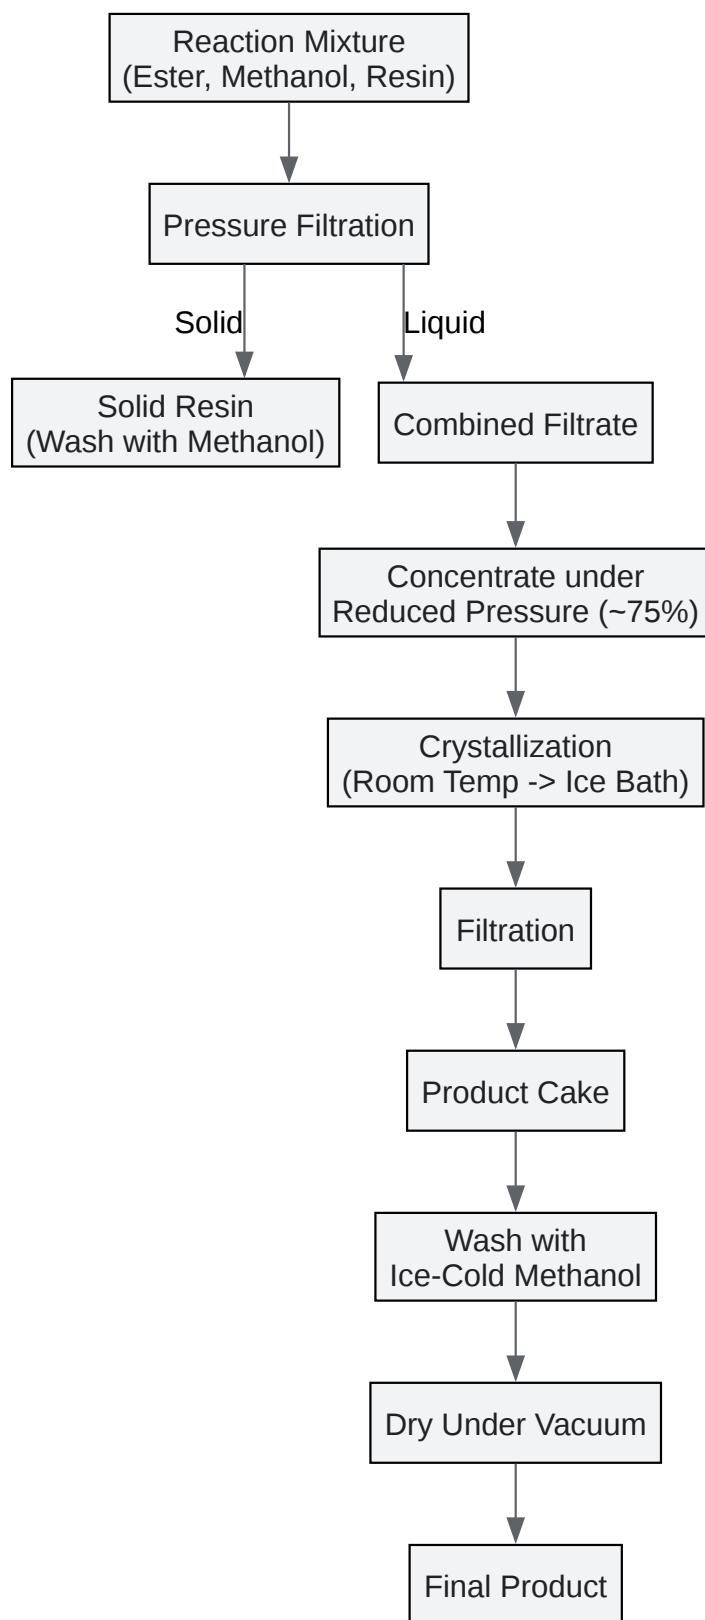 Reaction Mixture
(Ester, Methanol, Resin)
Pressure Filtration
Solid
Liquid
Solid Resin
(Wash with Methanol)
Combined Filtrate
Concentrate under
Reduced Pressure (~75%)
Crystallization
(Room Temp -> Ice Bath)
Filtration
Product Cake
Wash with
Ice-Cold Methanol
Dry Under Vacuum
Final Product